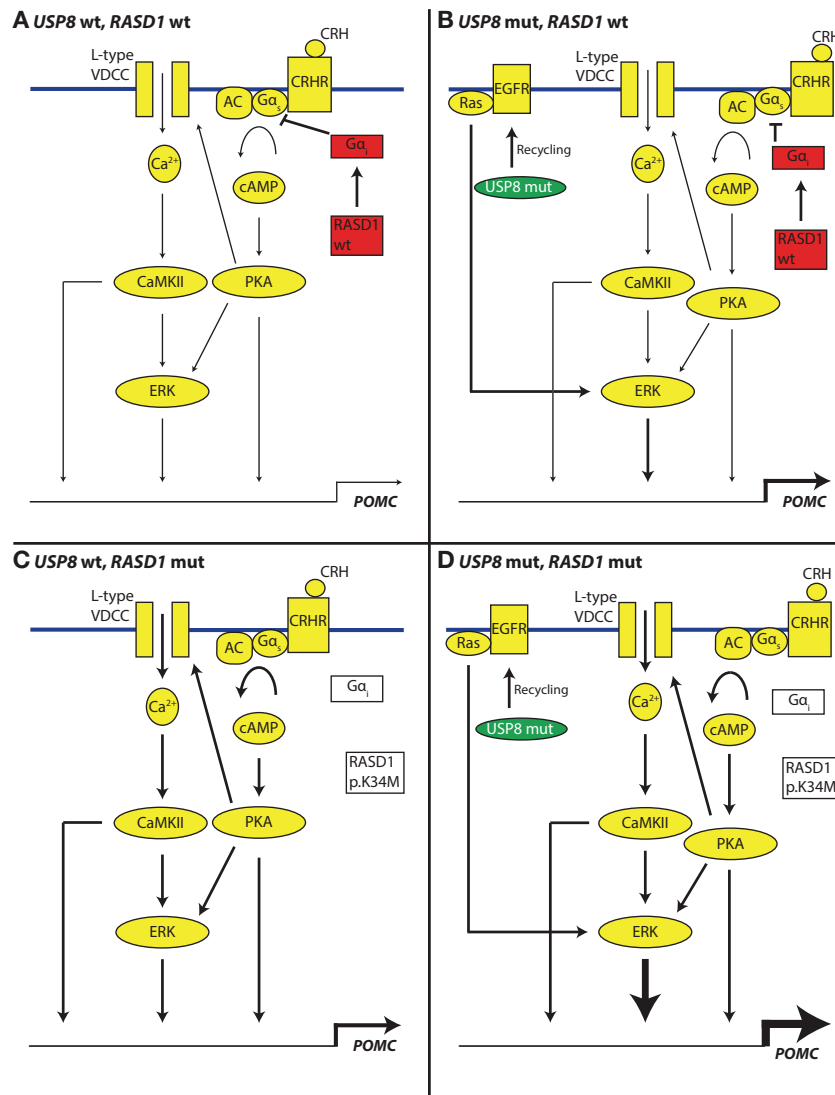 A USP8 wt, RASD1 wt
CRH
L-type
VDCC
CRHR
AC
Gαs
Gαi
Ca2+
cAMP
RASD1
wt
CaMKII
PKA
ERK
POMC
B USP8 mut, RASD1 wt
CRH
L-type
VDCC
EGFR
CRHR
Ras
AC
Gαs
Recycling
Ca2+
Gαi
USP8 mut
cAMP
RASD1
wt
CaMKII
PKA
ERK
POMC
C USP8 wt, RASD1 mut
CRH
L-type
VDCC
CRHR
AC
Gαs
Gαi
Ca2+
cAMP
RASD1
p.K34M
CaMKII
PKA
ERK
POMC
D USP8 mut, RASD1 mut
CRH
L-type
VDCC
EGFR
CRHR
Ras
AC
Gαs
Recycling
Ca2+
Gαi
USP8 mut
cAMP
RASD1
p.K34M
CaMKII
PKA
ERK
POMC